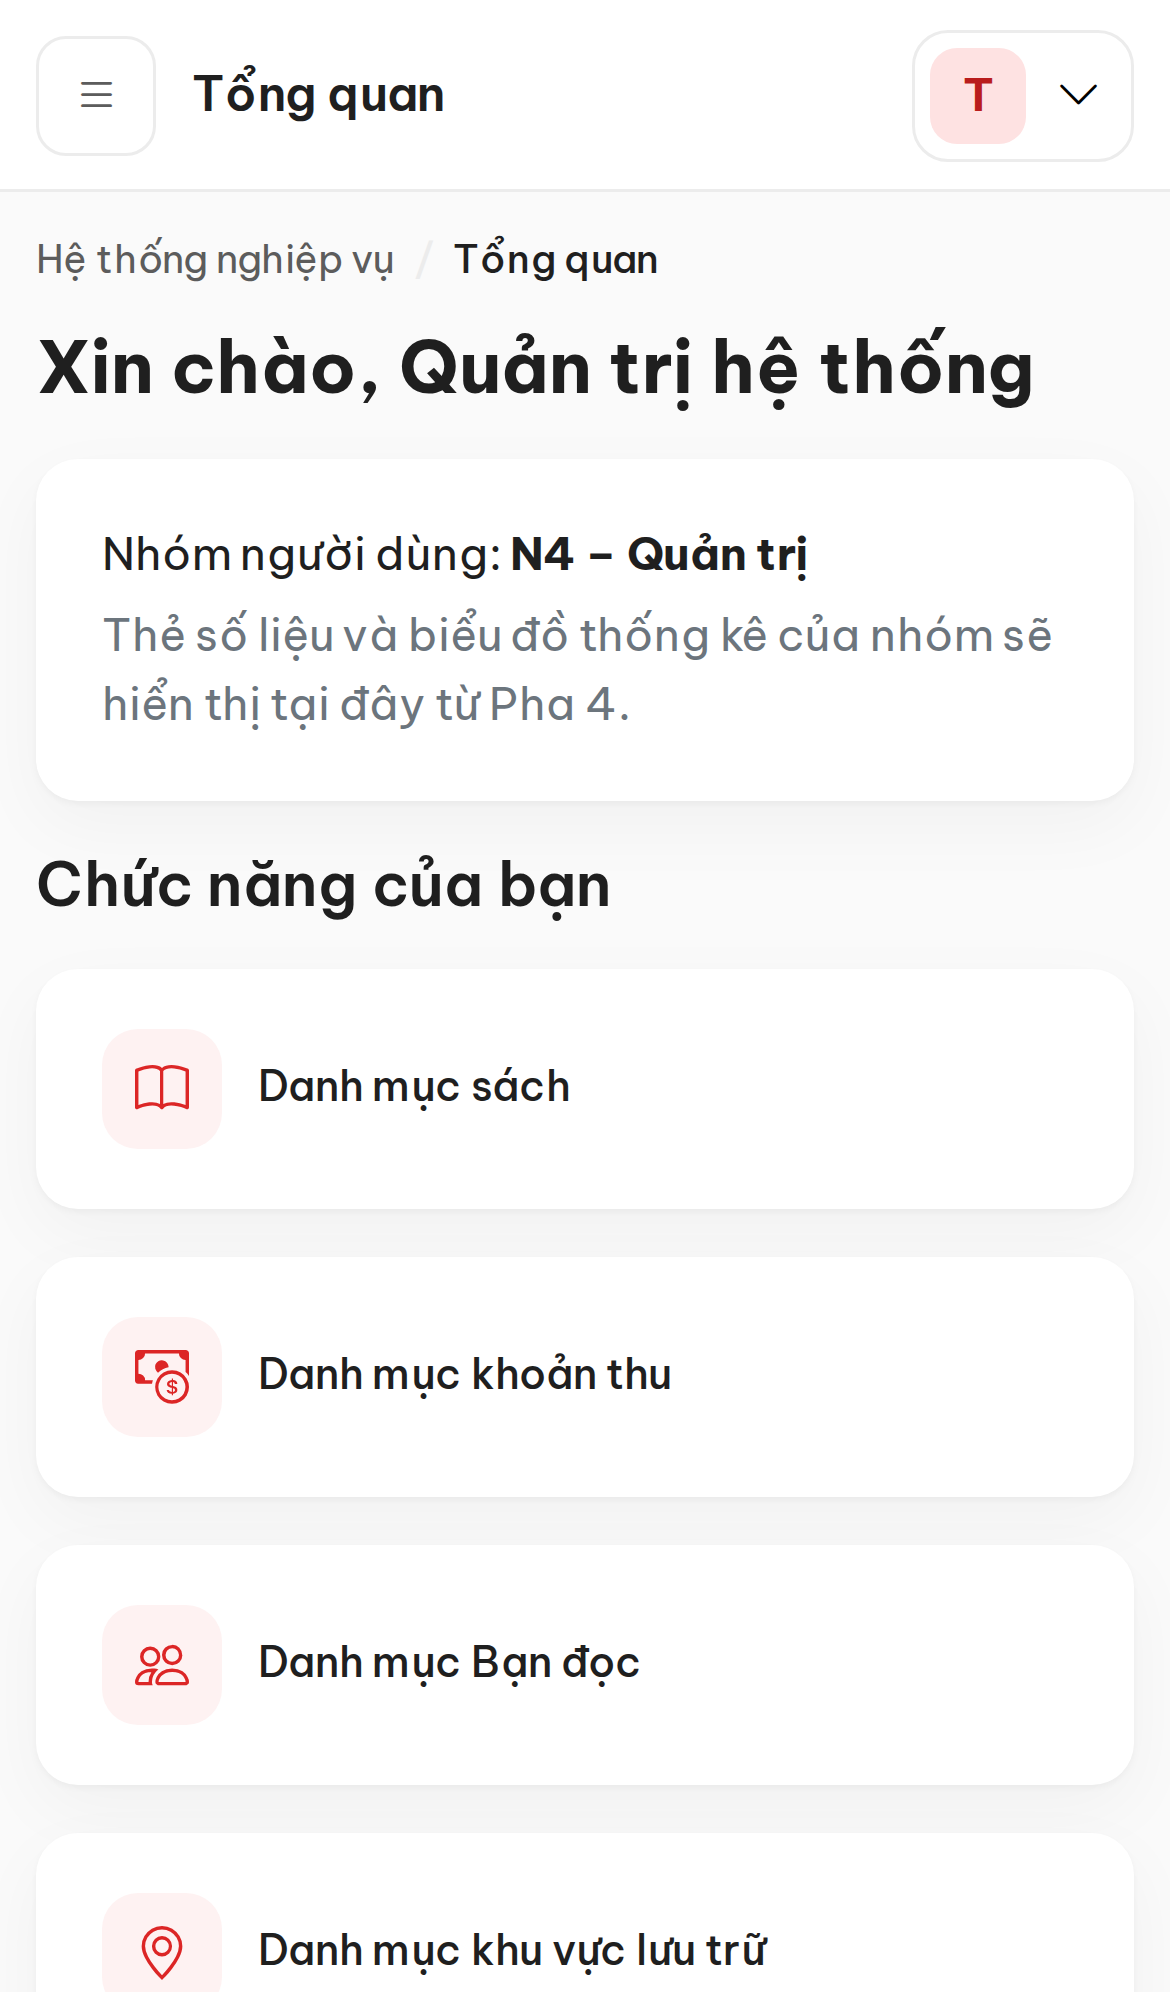 Tổng quan
T
Hệ thống nghiệp vụ / Tổng quan
Xin chào, Quản trị hệ thống
Nhóm người dùng: N4 – Quản trị
Thẻ số liệu và biểu đồ thống kê của nhóm sẽ
hiển thị tại đây từ Pha 4.
Chức năng của bạn
Danh mục sách
$
Danh mục khoản thu
Danh mục Bạn đọc
Danh mục khu vực lưu trữ